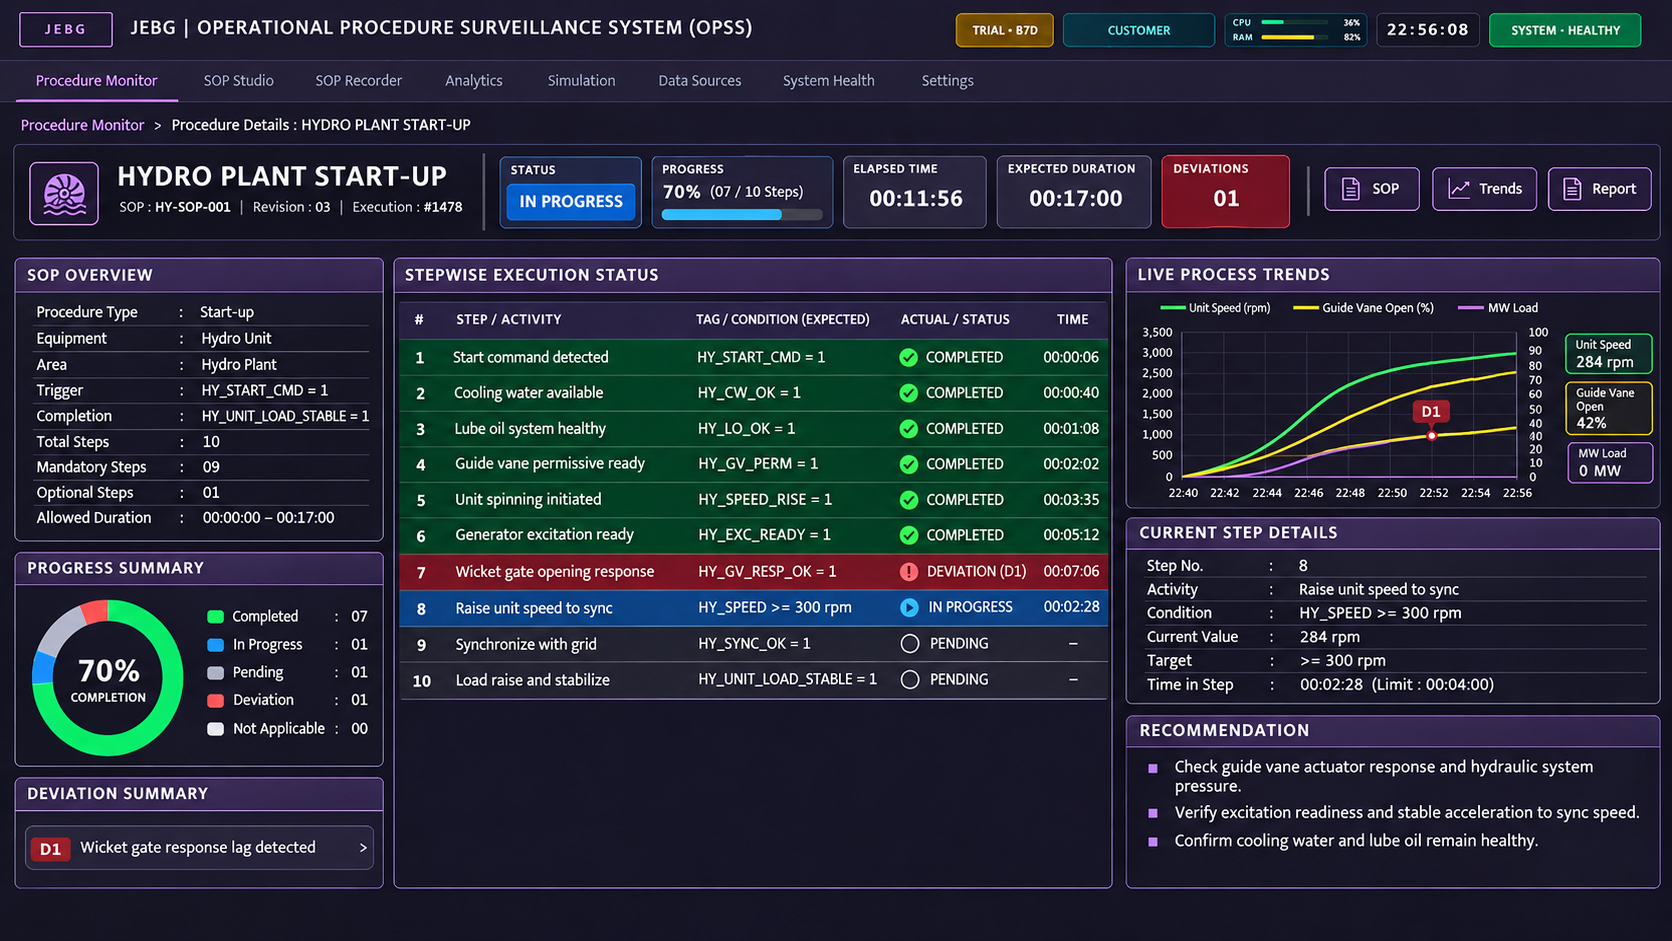 JEBG
JEBG | OPERATIONAL PROCEDURE SURVEILLANCE SYSTEM (OPSS)
TRIAL • B7D
CUSTOMER
CPU 36%
RAM 82%
22:56:08
SYSTEM • HEALTHY
Procedure Monitor
SOP Studio
SOP Recorder
Analytics
Simulation
Data Sources
System Health
Settings
Procedure Monitor > Procedure Details : HYDRO PLANT START-UP
HYDRO PLANT START-UP
SOP : HY-SOP-001 | Revision : 03 | Execution : #1478
STATUS
IN PROGRESS
PROGRESS
70% (07 / 10 Steps)
ELAPSED TIME
00:11:56
EXPECTED DURATION
00:17:00
DEVIATIONS
01
SOP
Trends
Report
SOP OVERVIEW
Procedure Type : Start-up
Equipment : Hydro Unit
Area : Hydro Plant
Trigger : HY_START_CMD = 1
Completion : HY_UNIT_LOAD_STABLE = 1
Total Steps : 10
Mandatory Steps : 09
Optional Steps : 01
Allowed Duration : 00:00:00 – 00:17:00
PROGRESS SUMMARY
70%
COMPLETION
Completed : 07
In Progress : 01
Pending : 01
Deviation : 01
Not Applicable : 00
DEVIATION SUMMARY
D1 Wicket gate response lag detected >
STEPWISE EXECUTION STATUS
# STEP / ACTIVITY TAG / CONDITION (EXPECTED) ACTUAL / STATUS TIME
1 Start command detected HY_START_CMD = 1 COMPLETED 00:00:06
2 Cooling water available HY_CW_OK = 1 COMPLETED 00:00:40
3 Lube oil system healthy HY_LO_OK = 1 COMPLETED 00:01:08
4 Guide vane permissive ready HY_GV_PERM = 1 COMPLETED 00:02:02
5 Unit spinning initiated HY_SPEED_RISE = 1 COMPLETED 00:03:35
6 Generator excitation ready HY_EXC_READY = 1 COMPLETED 00:05:12
7 Wicket gate opening response HY_GV_RESP_OK = 1 DEVIATION (D1) 00:07:06
8 Raise unit speed to sync HY_SPEED >= 300 rpm IN PROGRESS 00:02:28
9 Synchronize with grid HY_SYNC_OK = 1 PENDING –
10 Load raise and stabilize HY_UNIT_LOAD_STABLE = 1 PENDING –
LIVE PROCESS TRENDS
Unit Speed (rpm) Guide Vane Open (%) MW Load
3,500
3,000
2,500
2,000
1,500
1,000
500
0
D1
100
90
80
70
60
50
40
40
20
10
0
22:40 22:42 22:44 22:46 22:48 22:50 22:52 22:54 22:56
Unit Speed
284 rpm
Guide Vane
Open
42%
MW Load
0 MW
CURRENT STEP DETAILS
Step No. : 8
Activity : Raise unit speed to sync
Condition : HY_SPEED >= 300 rpm
Current Value : 284 rpm
Target : >= 300 rpm
Time in Step : 00:02:28 (Limit : 00:04:00)
RECOMMENDATION
Check guide vane actuator response and hydraulic system
pressure.
Verify excitation readiness and stable acceleration to sync speed.
Confirm cooling water and lube oil remain healthy.